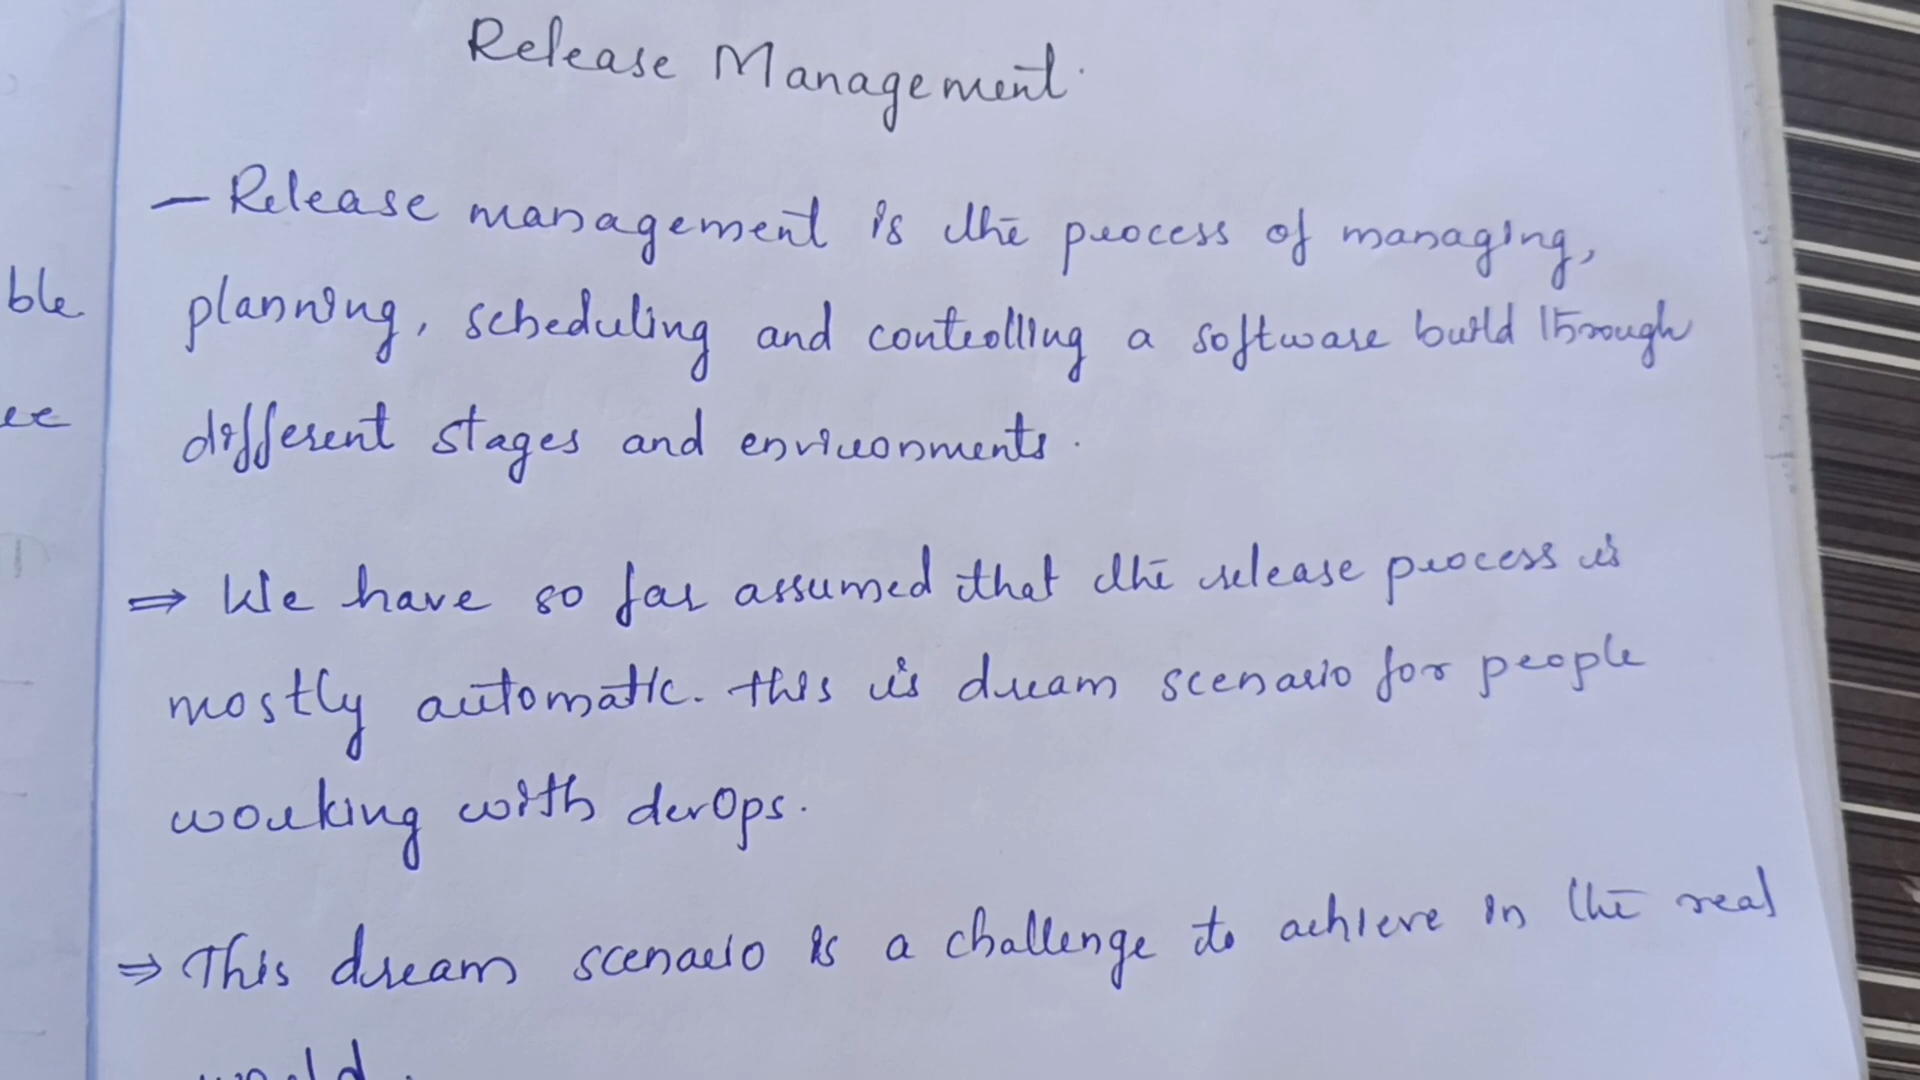 Release Management.
- Release management is the process of managing,
planning, scheduling and controlling a software build through
different stages and environments.
⇒ We have so far assumed that the release process is
mostly automatic. this is dream scenario for people
working with devOps.
⇒ This dream scenario is a challenge to achieve in the real
world.
ble